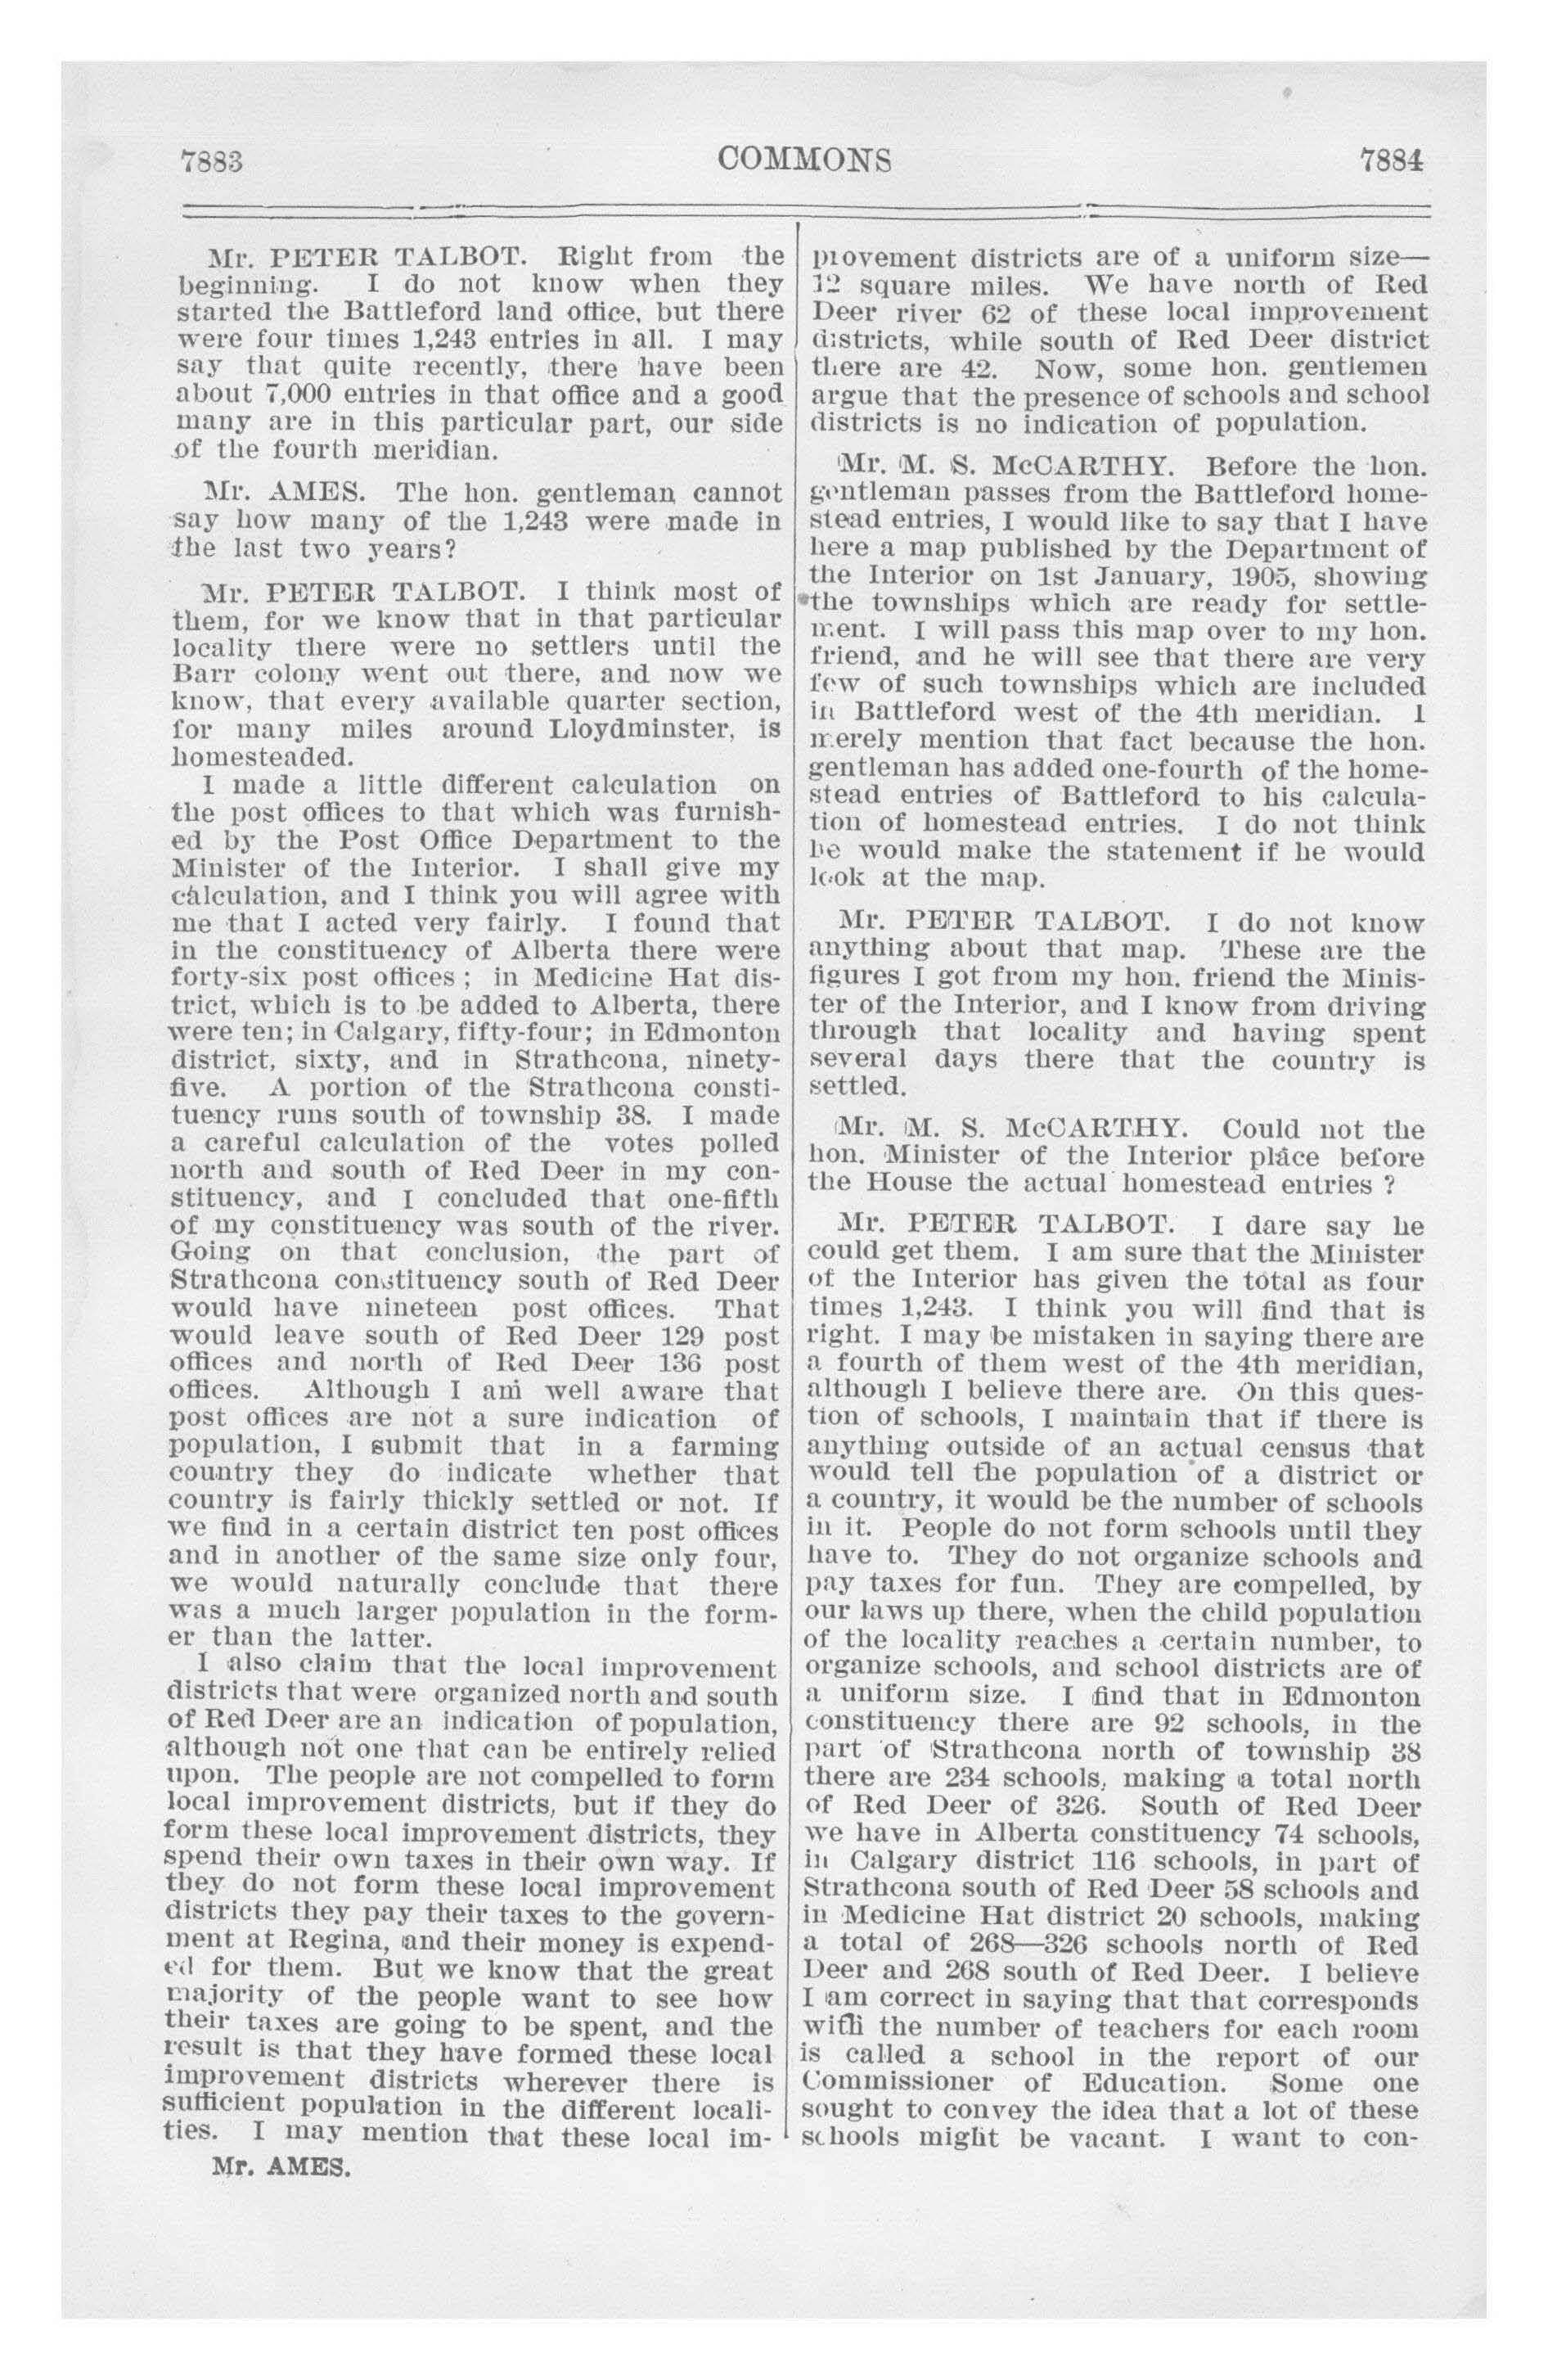 7883
COMMONS
7884
Mr. PETER TALBOT. Right from the
beginning. I do not know when they
started the Battleford land office, but there
were four times 1,243 entries in all. I may
say that quite recently, there have been
about 7,000 entries in that office and a good
many are in this particular part, our side
of the fourth meridian.
Mr. AMES. The hon. gentleman cannot
say how many of the 1,243 were made in
the last two years?
Mr. PETER TALBOT. I think most of
them, for we know that in that particular
locality there were no settlers until the
Barr colony went out there, and now we
know, that every available quarter section,
for many miles around Lloydminster, is
homesteaded.
I made a little different calculation on
the post offices to that which was furnish-
ed by the Post Office Department to the
Minister of the Interior. I shall give my
calculation, and I think you will agree with
me that I acted very fairly. I found that
in the constituency of Alberta there were
forty-six post offices ; in Medicine Hat dis-
trict, which is to be added to Alberta, there
were ten; in Calgary, fifty-four; in Edmonton
district, sixty, and in Strathcona, ninety-
five. A portion of the Strathcona consti-
tuency runs south of township 38. I made
a careful calculation of the votes polled
north and south of Red Deer in my con-
stituency, and I concluded that one-fifth
of my constituency was south of the river.
Going on that conclusion, the part of
Strathcona constituency south of Red Deer
would have nineteen post offices. That
would leave south of Red Deer 129 post
offices and north of Red Deer 136 post
offices. Although I am well aware that
post offices are not a sure indication of
population, I submit that in a farming
country they do indicate whether that
country is fairly thickly settled or not. If
we find in a certain district ten post offices
and in another of the same size only four,
we would naturally conclude that there
was a much larger population in the form-
er than the latter.
I also claim that the local improvement
districts that were organized north and south
of Red Deer are an indication of population,
although not one that can be entirely relied
upon. The people are not compelled to form
local improvement districts, but if they do
form these local improvement districts, they
spend their own taxes in their own way. If
they do not form these local improvement
districts they pay their taxes to the govern-
ment at Regina, and their money is expend-
ed for them. But we know that the great
majority of the people want to see how
their taxes are going to be spent, and the
result is that they have formed these local
improvement districts wherever there is
sufficient population in the different locali-
ties. I may mention that these local im-
Mr. AMES.
provement districts are of a uniform size—
12 square miles. We have north of Red
Deer river 62 of these local improvement
districts, while south of Red Deer district
there are 42. Now, some hon. gentlemen
argue that the presence of schools and school
districts is no indication of population.
Mr. M. S. McCARTHY. Before the hon.
gentleman passes from the Battleford home-
stead entries, I would like to say that I have
here a map published by the Department of
the Interior on 1st January, 1905, showing
the townships which are ready for settle-
ment. I will pass this map over to my hon.
friend, and he will see that there are very
few of such townships which are included
in Battleford west of the 4th meridian. I
merely mention that fact because the hon.
gentleman has added one-fourth of the home-
stead entries of Battleford to his calcula-
tion of homestead entries. I do not think
he would make the statement if he would
look at the map.
Mr. PETER TALBOT. I do not know
anything about that map. These are the
figures I got from my hon. friend the Minis-
ter of the Interior, and I know from driving
through that locality and having spent
several days there that the country is
settled.
Mr. M. S. McCARTHY. Could not the
hon. Minister of the Interior place before
the House the actual homestead entries ?
Mr. PETER TALBOT. I dare say he
could get them. I am sure that the Minister
of the Interior has given the total as four
times 1,243. I think you will find that is
right. I may be mistaken in saying there are
a fourth of them west of the 4th meridian,
although I believe there are. On this ques-
tion of schools, I maintain that if there is
anything outside of an actual census that
would tell the population of a district or
a country, it would be the number of schools
in it. People do not form schools until they
have to. They do not organize schools and
pay taxes for fun. They are compelled, by
our laws up there, when the child population
of the locality reaches a certain number, to
organize schools, and school districts are of
a uniform size. I find that in Edmonton
constituency there are 92 schools, in the
part of Strathcona north of township 38
there are 234 schools, making a total north
of Red Deer of 326. South of Red Deer
we have in Alberta constituency 74 schools,
in Calgary district 116 schools, in part of
Strathcona south of Red Deer 58 schools and
in Medicine Hat district 20 schools, making
a total of 268—326 schools north of Red
Deer and 268 south of Red Deer. I believe
I am correct in saying that that corresponds
with the number of teachers for each room
is called a school in the report of our
Commissioner of Education. Some one
sought to convey the idea that a lot of these
schools might be vacant. I want to con-